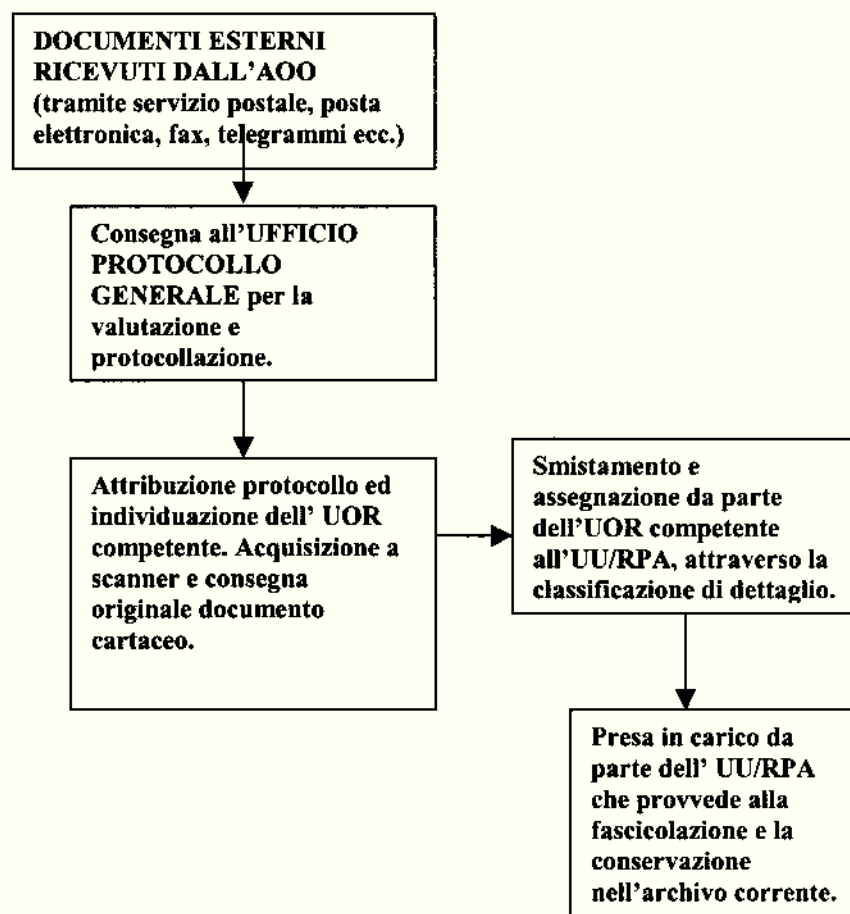 DOCUMENTI ESTERNI
RICEVUTI DALL'AOO
(tramite servizio postale, posta
elettronica, fax, telegrammi ecc.)
Consegna all'UFFICIO
PROTOCOLLO
GENERALE per la
valutazione e
protocollazione.
Attribuzione protocollo ed
individuazione dell' UOR
competente. Acquisizione a
scanner e consegna
originale documento
cartaceo.
Smistamento e
assegnazione da parte
dell'UOR competente
all'UU/RPA, attraverso la
classificazione di dettaglio.
Presa in carico da
parte dell' UU/RPA
che provvede alla
fascicolazione e la
conservazione
nell'archivo corrente.